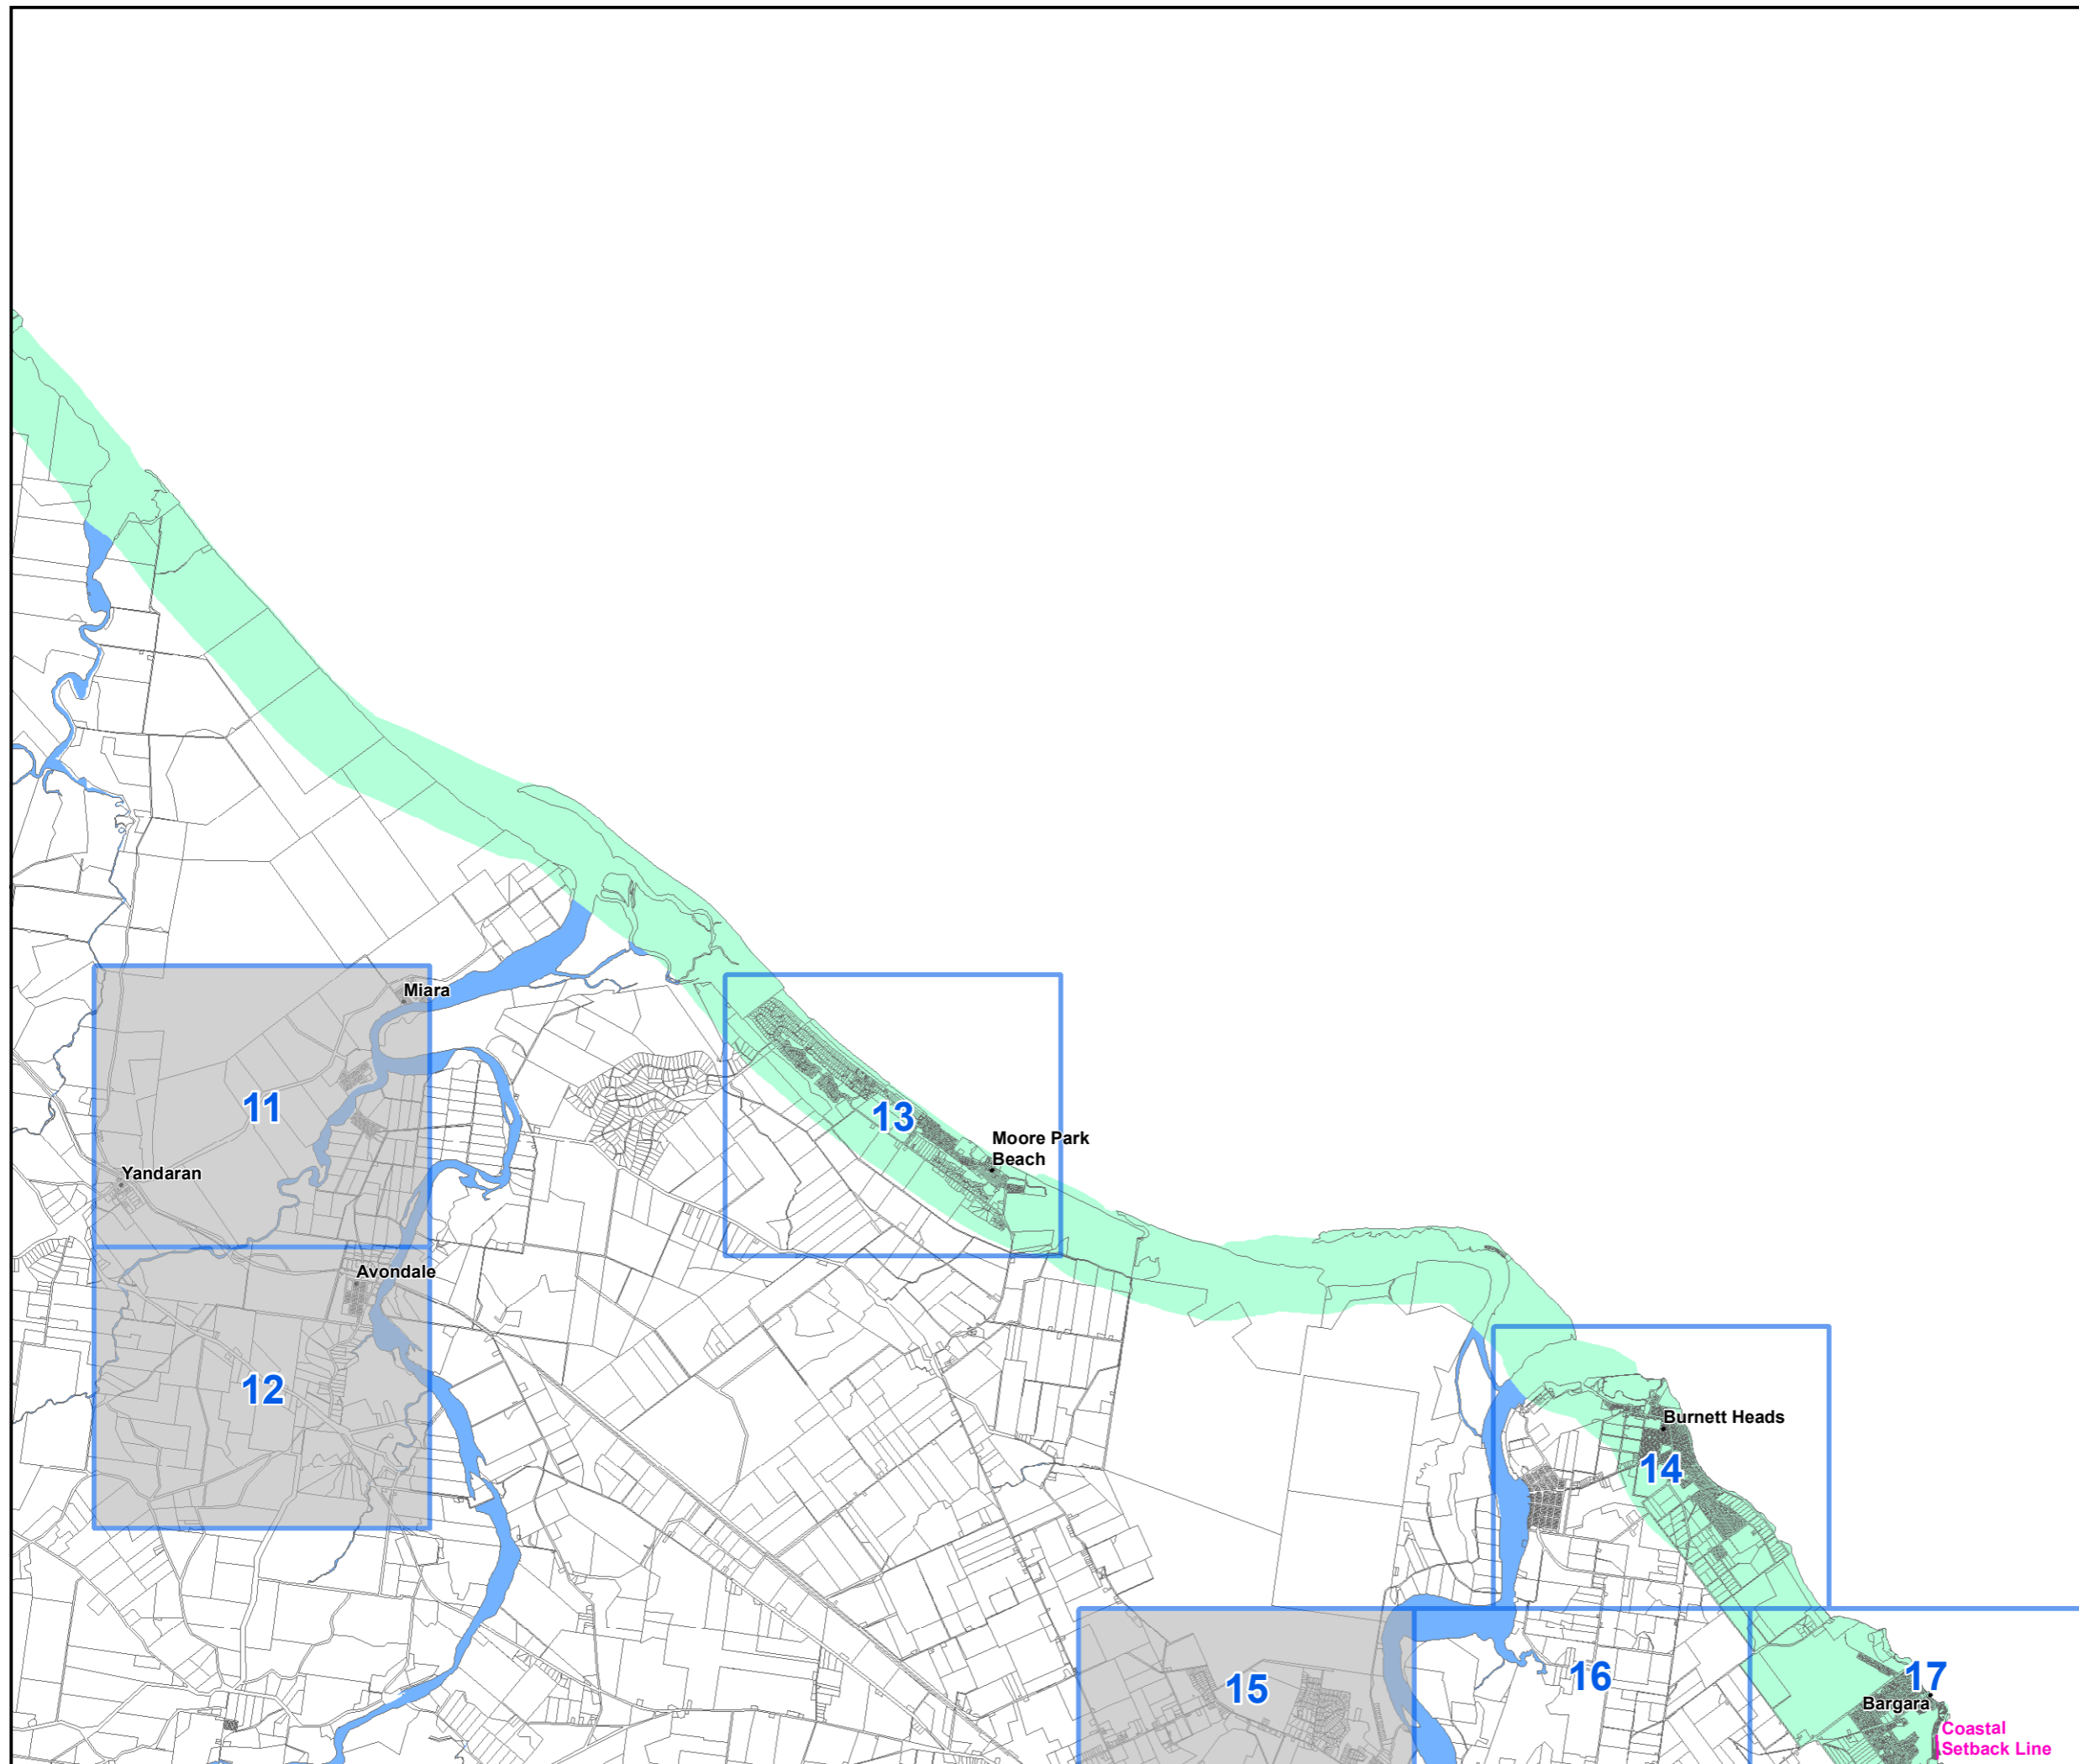 Miara
11
13
Moore Park
Beach
Yandaran
Avondale
12
Burnett Heads
14
15
16
17
Bargara
Coastal
Setback Line